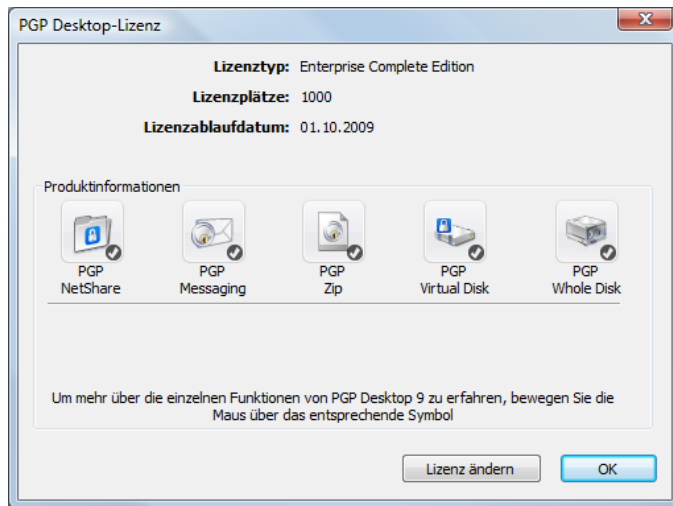 PGP Desktop-Lizenz
Lizenztyp: Enterprise Complete Edition
Lizenzplätze: 1000
Lizenzablaufdatum: 01.10.2009
Produktinformationen
PGP
NetShare
PGP
Messaging
PGP
Zip
PGP
Virtual Disk
PGP
Whole Disk
Um mehr über die einzelnen Funktionen von PGP Desktop 9 zu erfahren, bewegen Sie die
Maus über das entsprechende Symbol
Lizenz ändern
OK